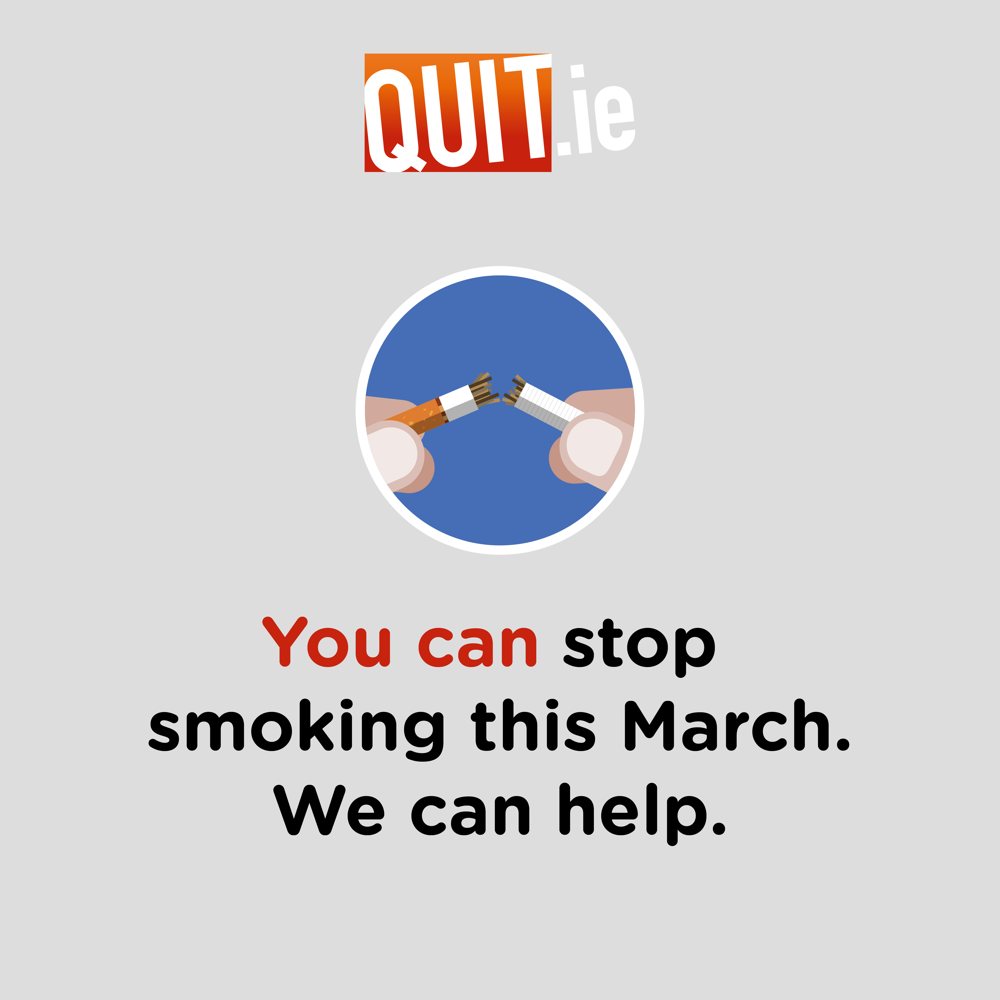 QUIT.ie
You can stop
smoking this March.
We can help.